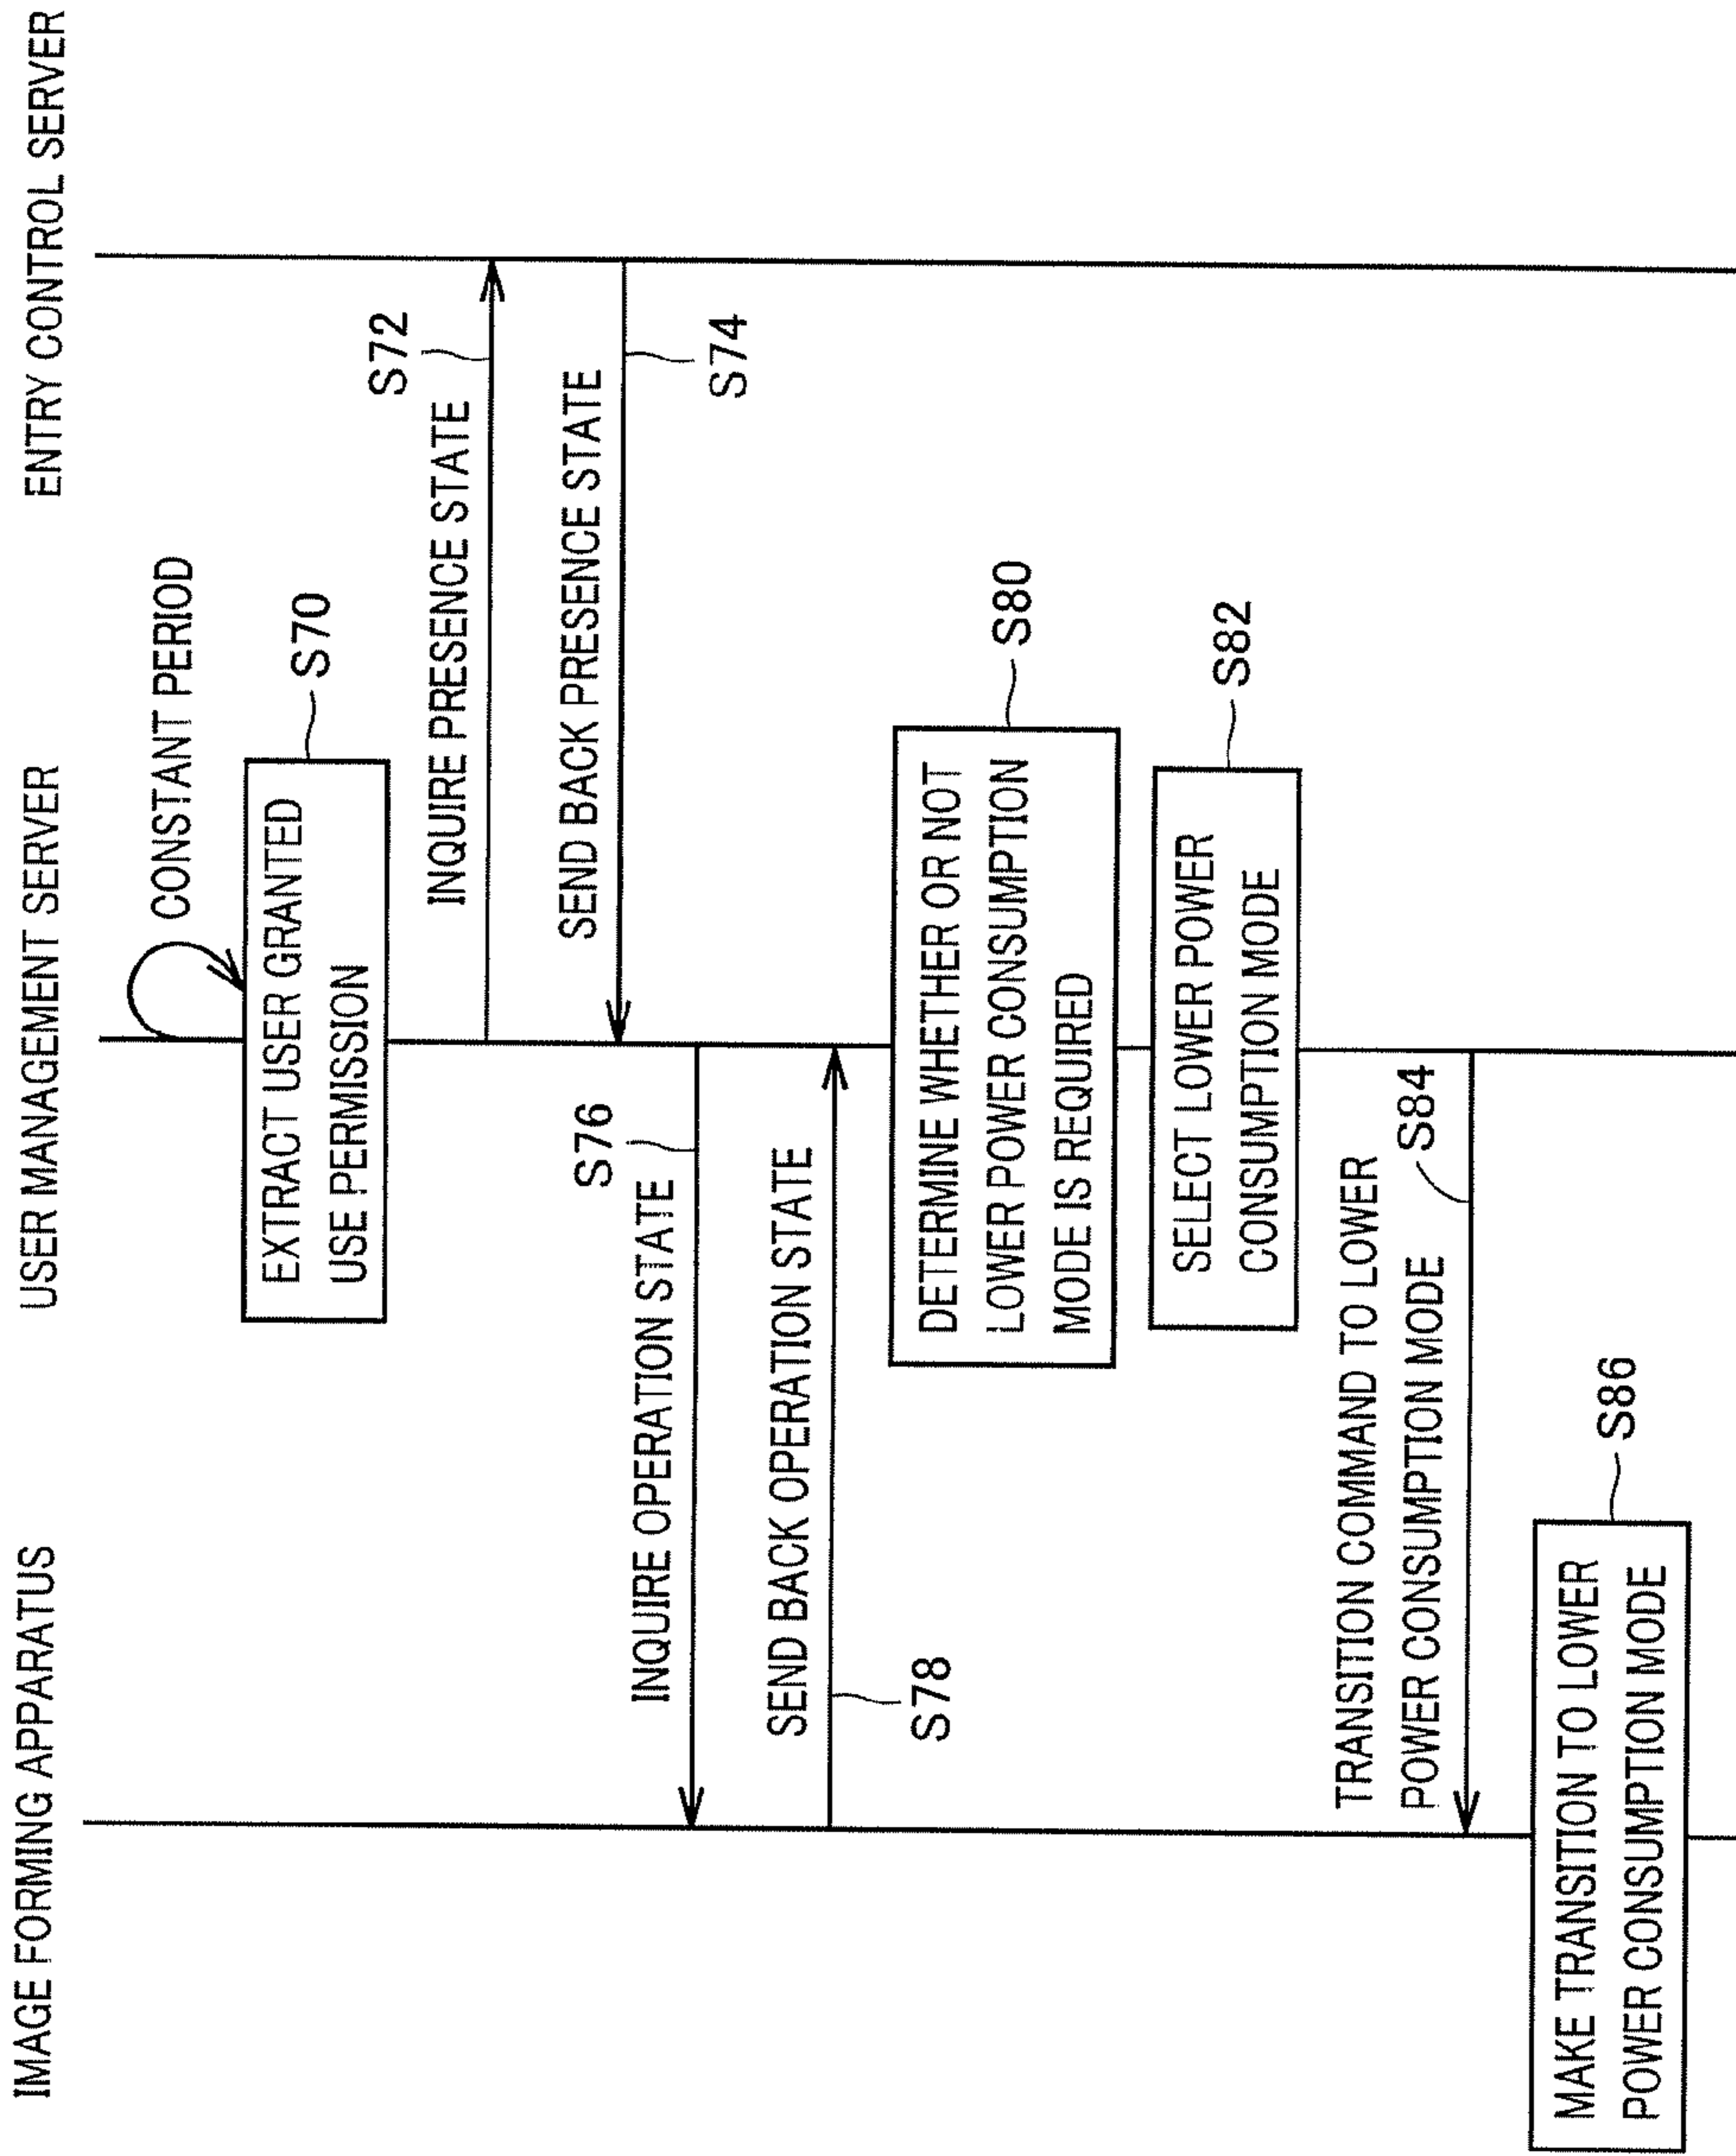 IMAGE FORMING APPARATUS
USER MANAGEMENT SERVER
ENTRY CONTROL SERVER
CONSTANT PERIOD
EXTRACT USER GRANTED
USE PERMISSION
S70
S72
INQUIRE PRESENCE STATE
SEND BACK PRESENCE STATE
S74
S76
INQUIRE OPERATION STATE
SEND BACK OPERATION STATE
S78
DETERMINE WHETHER OR NOT
LOWER POWER CONSUMPTION
MODE IS REQUIRED
S80
SELECT LOWER POWER
CONSUMPTION MODE
S82
TRANSITION COMMAND TO LOWER
POWER CONSUMPTION MODE
S84
MAKE TRANSITION TO LOWER
POWER CONSUMPTION MODE
S86